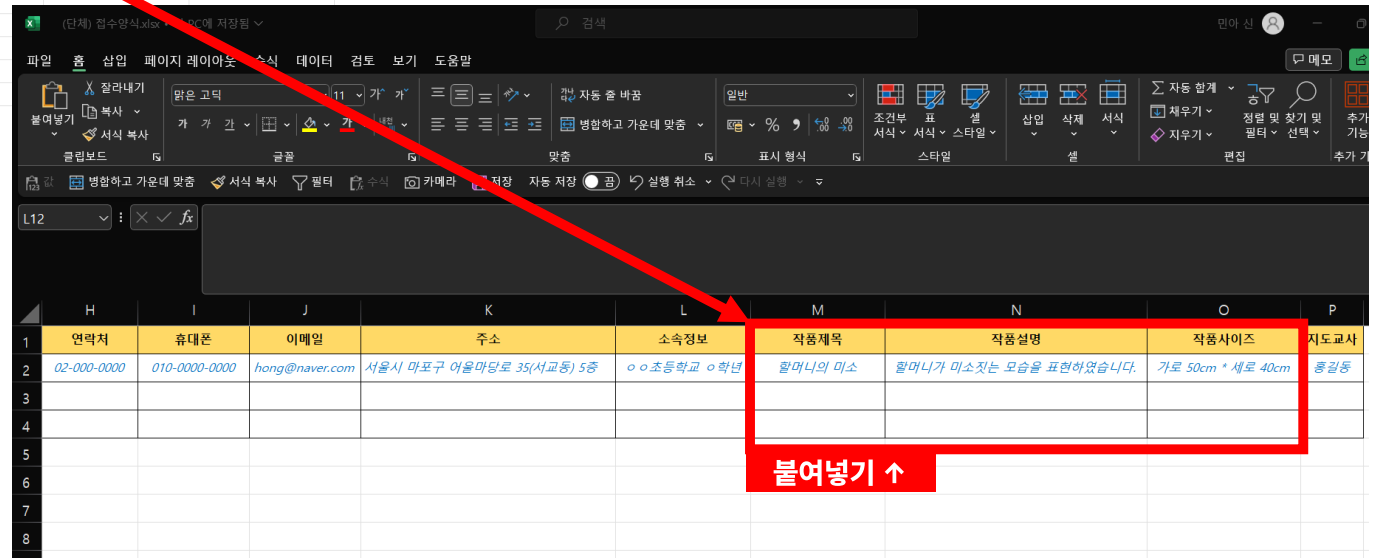 (단체) 접수양식.xlsx • PC에 저장됨
검색
민아 신
파일 홈 삽입 페이지 레이아웃 수식 데이터 검토 보기 도움말
메모
붙여넣기
잘라내기
복사
서식 복사
클립보드
맑은 고딕 11 가 가
가 가 간 가
글꼴
자동 줄 바꿈
병합하고 가운데 맞춤
맞춤
일반
% 9
표시 형식
조건부 서식
표 서식
셀 스타일
스타일
삽입 삭제 서식
셀
자동 합계
채우기
지우기
정렬 및 필터
찾기 및 선택
편집
값 병합하고 가운데 맞춤 서식 복사 필터 수식 카메라 저장 자동 저장 끔 실행 취소 다시 실행
L12 fx
H I J K L M N O P
1 연락처 휴대폰 이메일 주소 소속정보 작품제목 작품설명 작품사이즈 지도교사
2 02-000-0000 010-0000-0000 hong@naver.com 서울시 마포구 어울마당로 35(서교동) 5층 ㅇㅇ초등학교 ㅇ학년 할머니의 미소 할머니가 미소짓는 모습을 표현하였습니다. 가로 50cm * 세로 40cm 홍길동
3
4
5
붙여넣기 ↑
6
7
8